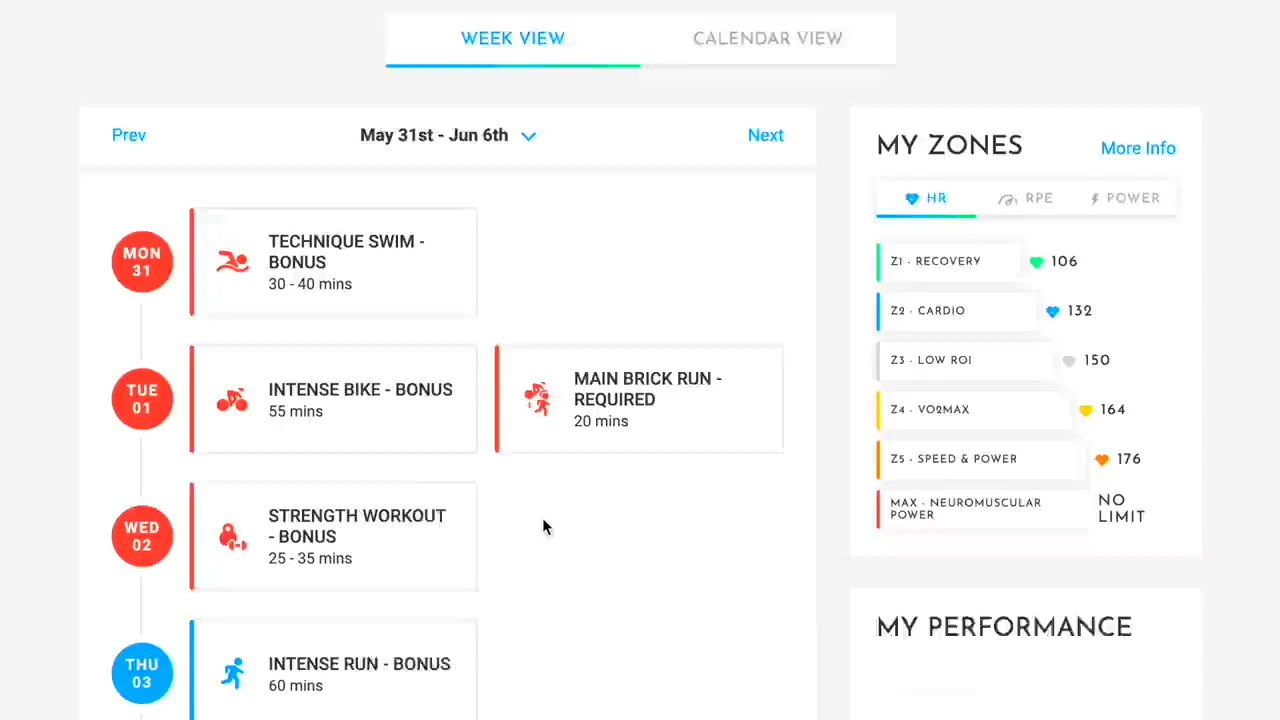 WEEK VIEW
CALENDAR VIEW
Prev
May 31st - Jun 6th
Next
MON
31
TECHNIQUE SWIM -
BONUS
30 - 40 mins
TUE
01
INTENSE BIKE - BONUS
55 mins
MAIN BRICK RUN -
REQUIRED
20 mins
WED
02
STRENGTH WORKOUT
- BONUS
25 - 35 mins
THU
03
INTENSE RUN - BONUS
60 mins
MY ZONES
More Info
HR
RPE
POWER
Z1 - RECOVERY
106
Z2 - CARDIO
132
Z3 - LOW ROI
150
Z4 - VO2MAX
164
Z5 - SPEED & POWER
176
MAX - NEUROMUSCULAR
POWER
NO
LIMIT
MY PERFORMANCE